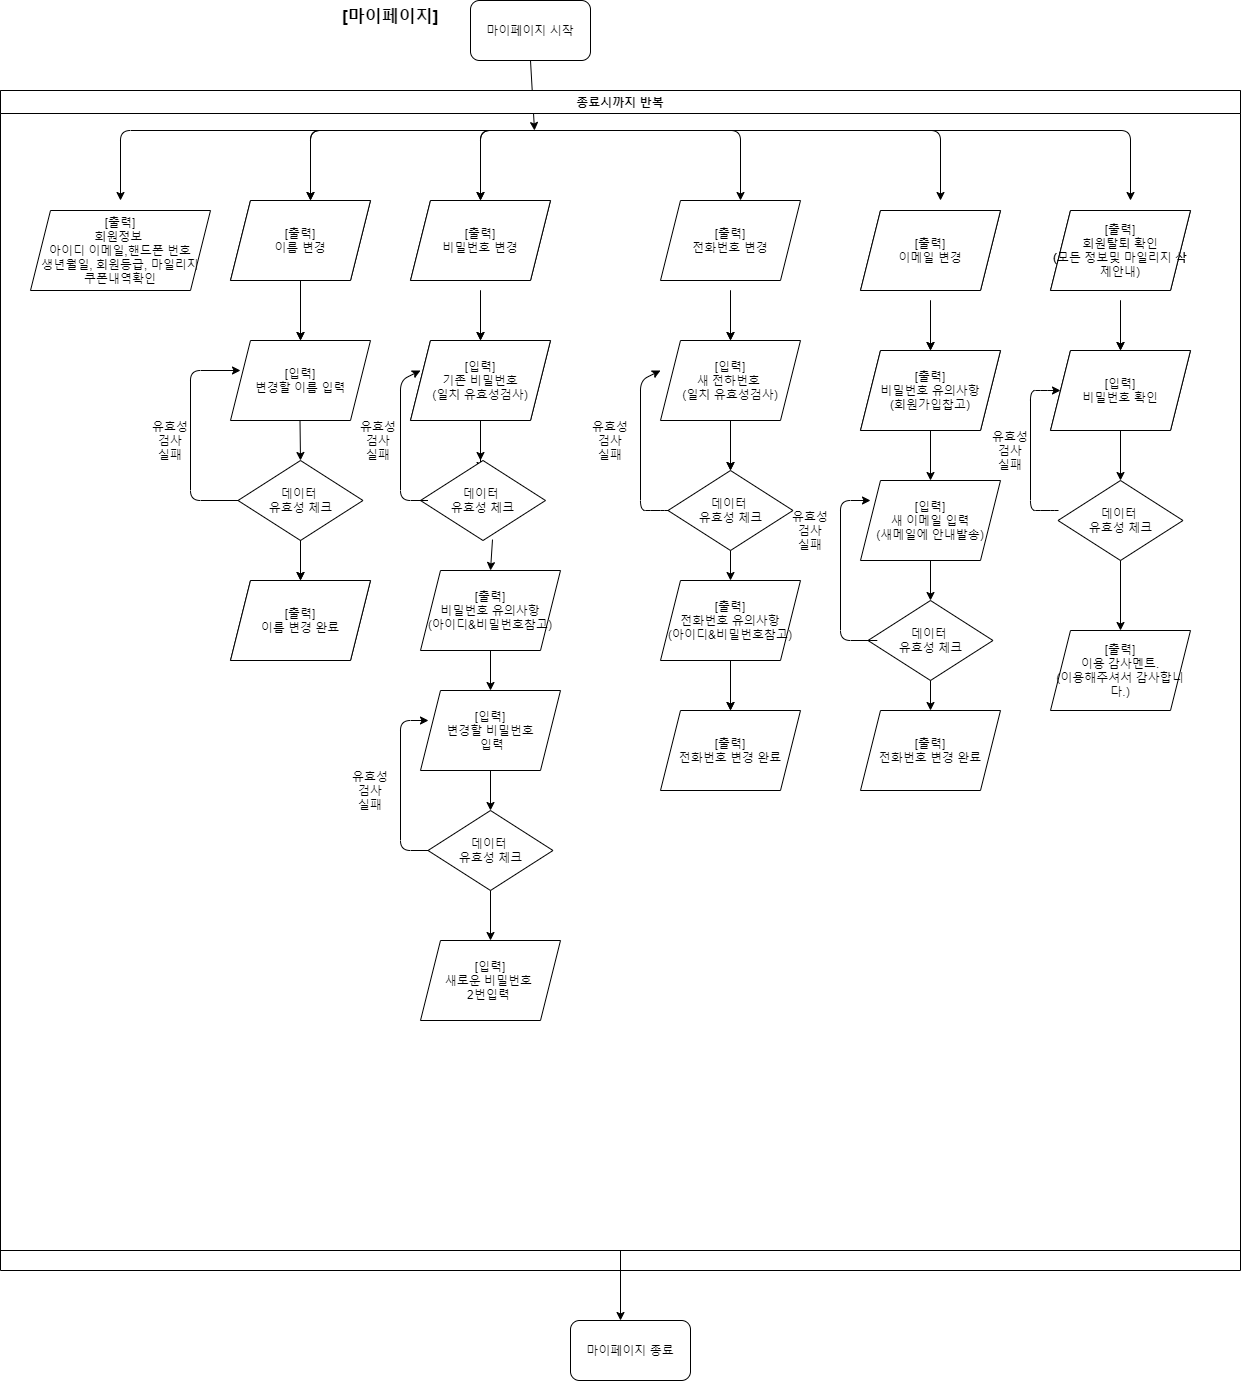 [마이페이지]
마이페이지 시작
종료시까지 반복
[출력]
회원정보
아이디 이메일,핸드폰 번호
생년월일, 회원등급, 마일리지
쿠폰내역확인
[출력]
이름 변경
[입력]
변경할 이름 입력
유효성
검사
실패
데이터
유효성 체크
[출력]
이름 변경 완료
[출력]
비밀번호 변경
[입력]
기존 비밀번호
(일치 유효성검사)
유효성
검사
실패
데이터
유효성 체크
[출력]
비밀번호 유의사항
(아이디&비밀번호참고)
[입력]
변경할 비밀번호
입력
유효성
검사
실패
데이터
유효성 체크
[입력]
새로운 비밀번호
2번입력
[출력]
전화번호 변경
[입력]
새 전하번호
(일치 유효성검사)
유효성
검사
실패
데이터
유효성 체크
[출력]
전화번호 유의사항
(아이디&비밀번호참고)
[출력]
전화번호 변경 완료
[출력]
이메일 변경
[출력]
비밀번호 유의사항
(회원가입참고)
[입력]
새 이메일 입력
(새메일에 안내발송)
유효성
검사
실패
데이터
유효성 체크
[출력]
전화번호 변경 완료
[출력]
회원탈퇴 확인
(모든 정보및 마일리지 삭
제안내)
[입력]
비밀번호 확인
유효성
검사
실패
데이터
유효성 체크
[출력]
이용 감사멘트.
(이용해주셔서 감사합니
다.)
마이페이지 종료